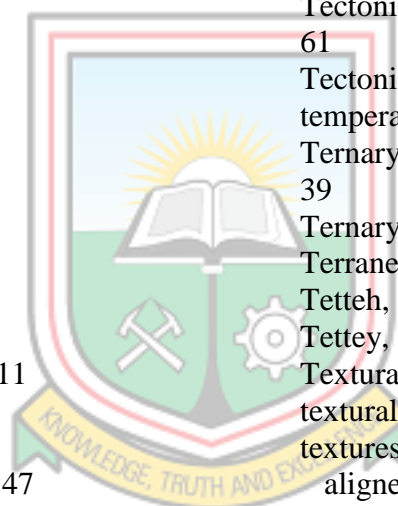 Tectoni
61
Tectoni
tempera
Ternary
39
Ternary
Terrane
Tetteh,
Tettey,
11
Textura
textural
textures
47
aligne
KNOWLEDGE, TRUTH AND EXCELLENCE